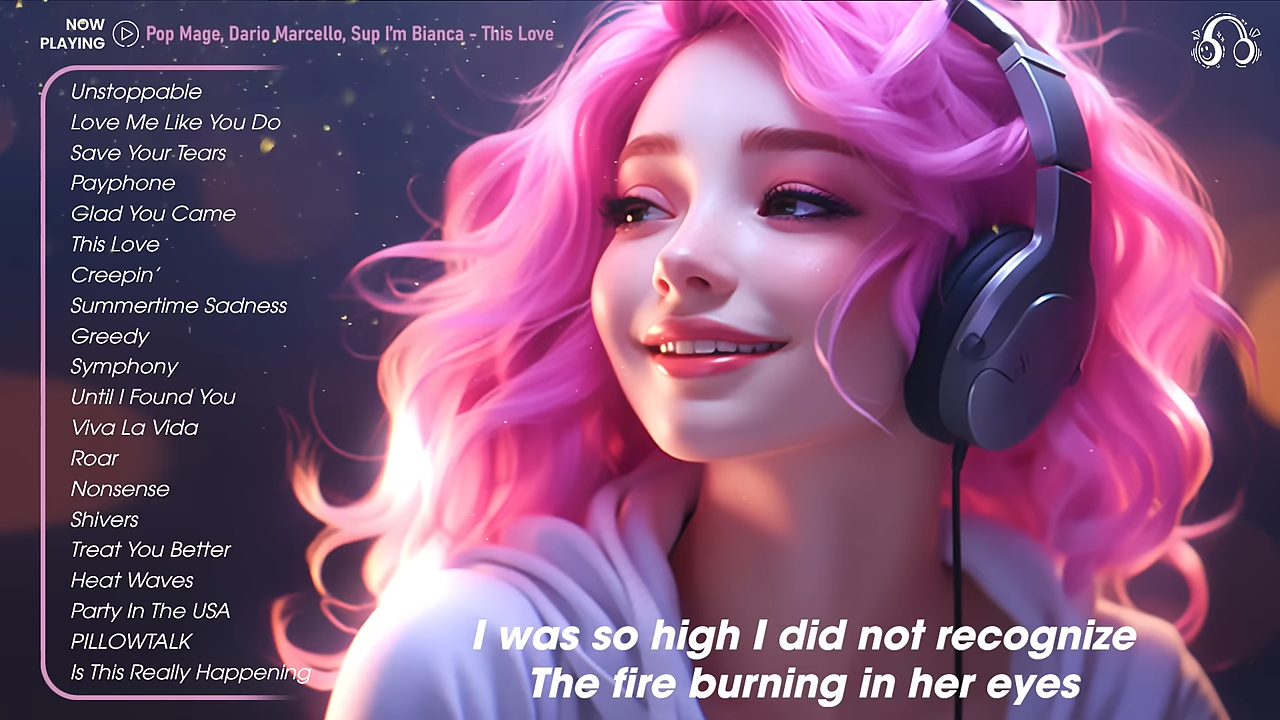 NOW
PLAYING
Pop Mage, Dario Marcello, Sup I'm Bianca - This Love
Unstoppable
Love Me Like You Do
Save Your Tears
Payphone
Glad You Came
This Love
Creepin'
Summertime Sadness
Greedy
Symphony
Until I Found You
Viva La Vida
Roar
Nonsense
Shivers
Treat You Better
Heat Waves
Party In The USA
PILLOWTALK
Is This Really Happening
I was so high I did not recognize
The fire burning in her eyes